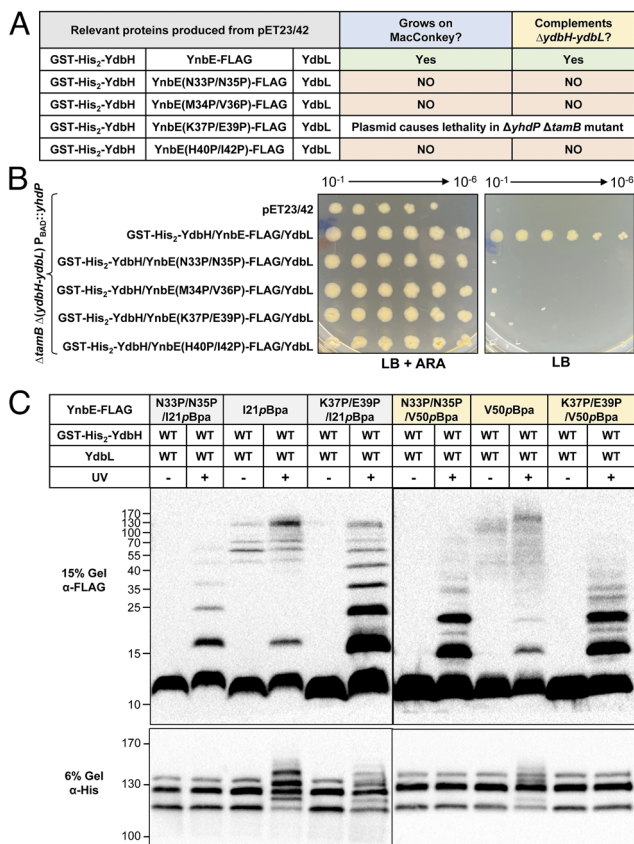 A
Relevant proteins produced from pET23/42 Grows on MacConkey? Complements ΔydbH-ydbL?
GST-His2-YdbH YnbE-FLAG YdbL Yes Yes
GST-His2-YdbH YnbE(N33P/N35P)-FLAG YdbL NO NO
GST-His2-YdbH YnbE(M34P/V36P)-FLAG YdbL NO NO
GST-His2-YdbH YnbE(K37P/E39P)-FLAG YdbL Plasmid causes lethality in ΔyhdP ΔtamB mutant
GST-His2-YdbH YnbE(H40P/I42P)-FLAG YdbL NO NO
B
ΔtamB Δ(ydbH-ydbL) PBAD::yhdP
10-1 10-6 10-1 10-6
pET23/42
GST-His2-YdbH/YnbE-FLAG/YdbL
GST-His2-YdbH/YnbE(N33P/N35P)-FLAG/YdbL
GST-His2-YdbH/YnbE(M34P/V36P)-FLAG/YdbL
GST-His2-YdbH/YnbE(K37P/E39P)-FLAG/YdbL
GST-His2-YdbH/YnbE(H40P/I42P)-FLAG/YdbL
LB + ARA LB
C
YnbE-FLAG N33P/N35P/I21pBpa I21pBpa K37P/E39P/I21pBpa N33P/N35P/V50pBpa V50pBpa K37P/E39P/V50pBpa
GST-His2-YdbH WT WT WT WT WT WT WT WT WT WT WT WT
YdbL WT WT WT WT WT WT WT WT WT WT WT WT
UV - + - + - + - + - + - +
15% Gel
α-FLAG
170
130
100
70
55
40
35
25
15
10
6% Gel
α-His
170
130
100